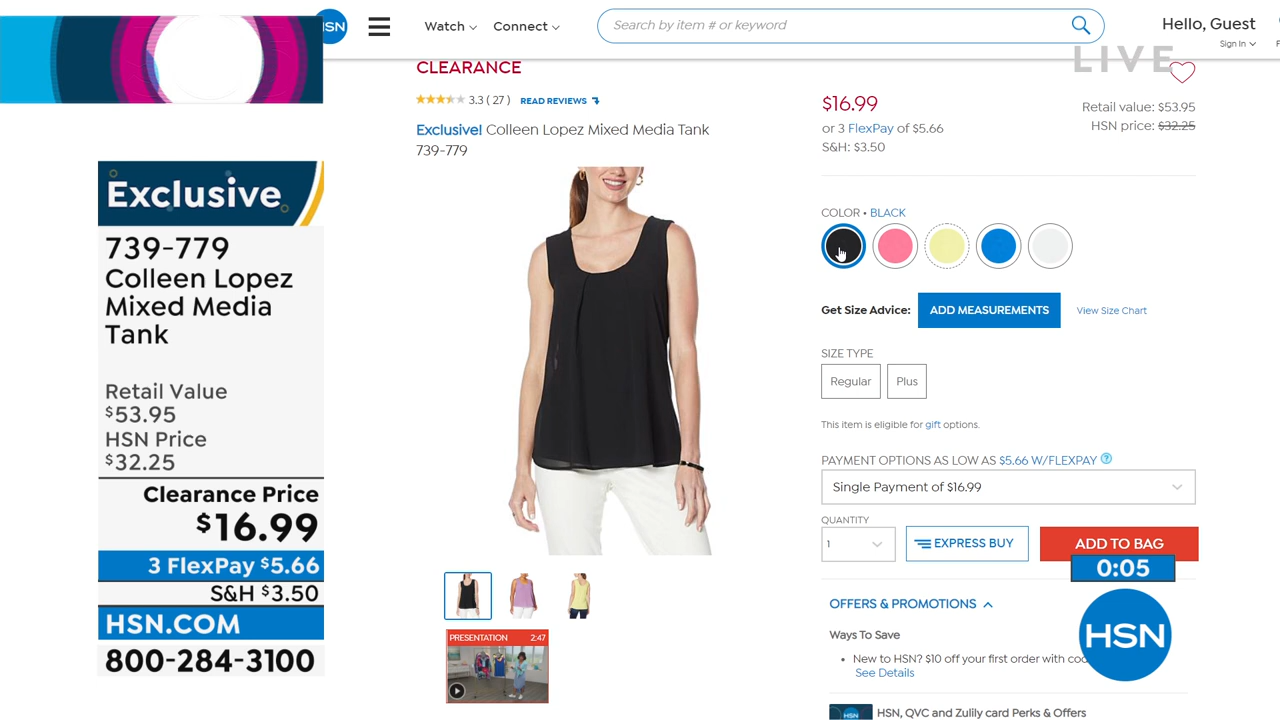 HSN
Watch
Connect
Search by item # or keyword
Hello, Guest
Sign In
LIVE
CLEARANCE
3.3 ( 27 ) READ REVIEWS
Exclusive! Colleen Lopez Mixed Media Tank
739-779
$16.99
or 3 FlexPay of $5.66
S&H: $3.50
Retail value: $53.95
HSN price: $32.25
COLOR • BLACK
Get Size Advice: ADD MEASUREMENTS View Size Chart
SIZE TYPE
Regular Plus
This item is eligible for gift options.
PAYMENT OPTIONS AS LOW AS $5.66 W/FLEXPAY ?
Single Payment of $16.99
QUANTITY
1
EXPRESS BUY
ADD TO BAG
0:05
OFFERS & PROMOTIONS
Ways To Save
• New to HSN? $10 off your first order with
See Details
HSN
HSN, QVC and Zulily card Perks & Offers
PRESENTATION 2:47
Exclusive
739-779
Colleen Lopez
Mixed Media
Tank
Retail Value
$53.95
HSN Price
$32.25
Clearance Price
$16.99
3 FlexPay $5.66
S&H $3.50
HSN.COM
800-284-3100